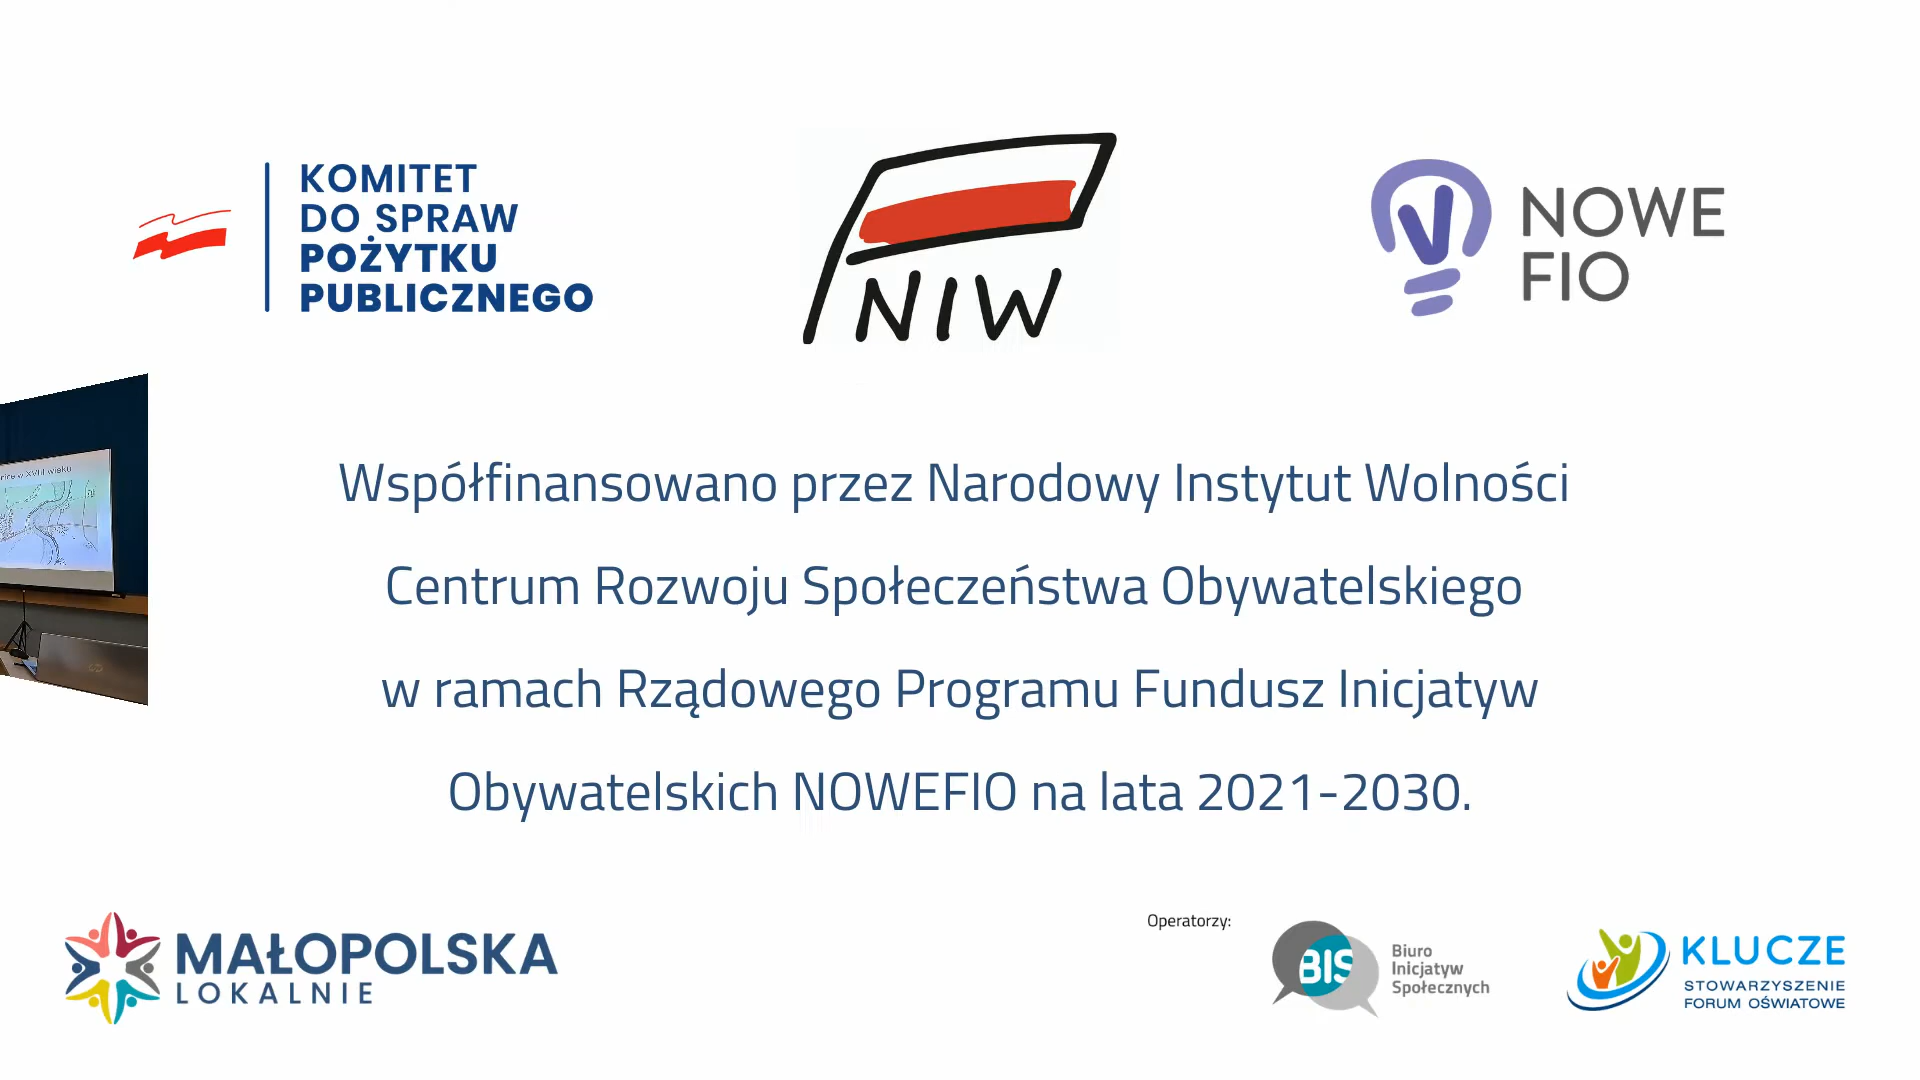 KOMITET
DO SPRAW
POŻYTKU
PUBLICZNEGO
NIW
NOWE
FIO
w XVIII wieku
Współfinansowano przez Narodowy Instytut Wolności
Centrum Rozwoju Społeczeństwa Obywatelskiego
w ramach Rządowego Programu Fundusz Inicjatyw
Obywatelskich NOWEFIO na lata 2021-2030.
MAŁOPOLSKA
LOKALNIE
Operatorzy:
BIS
Biuro
Inicjatyw
Społecznych
KLUCZE
STOWARZYSZENIE
FORUM OŚWIATOWE